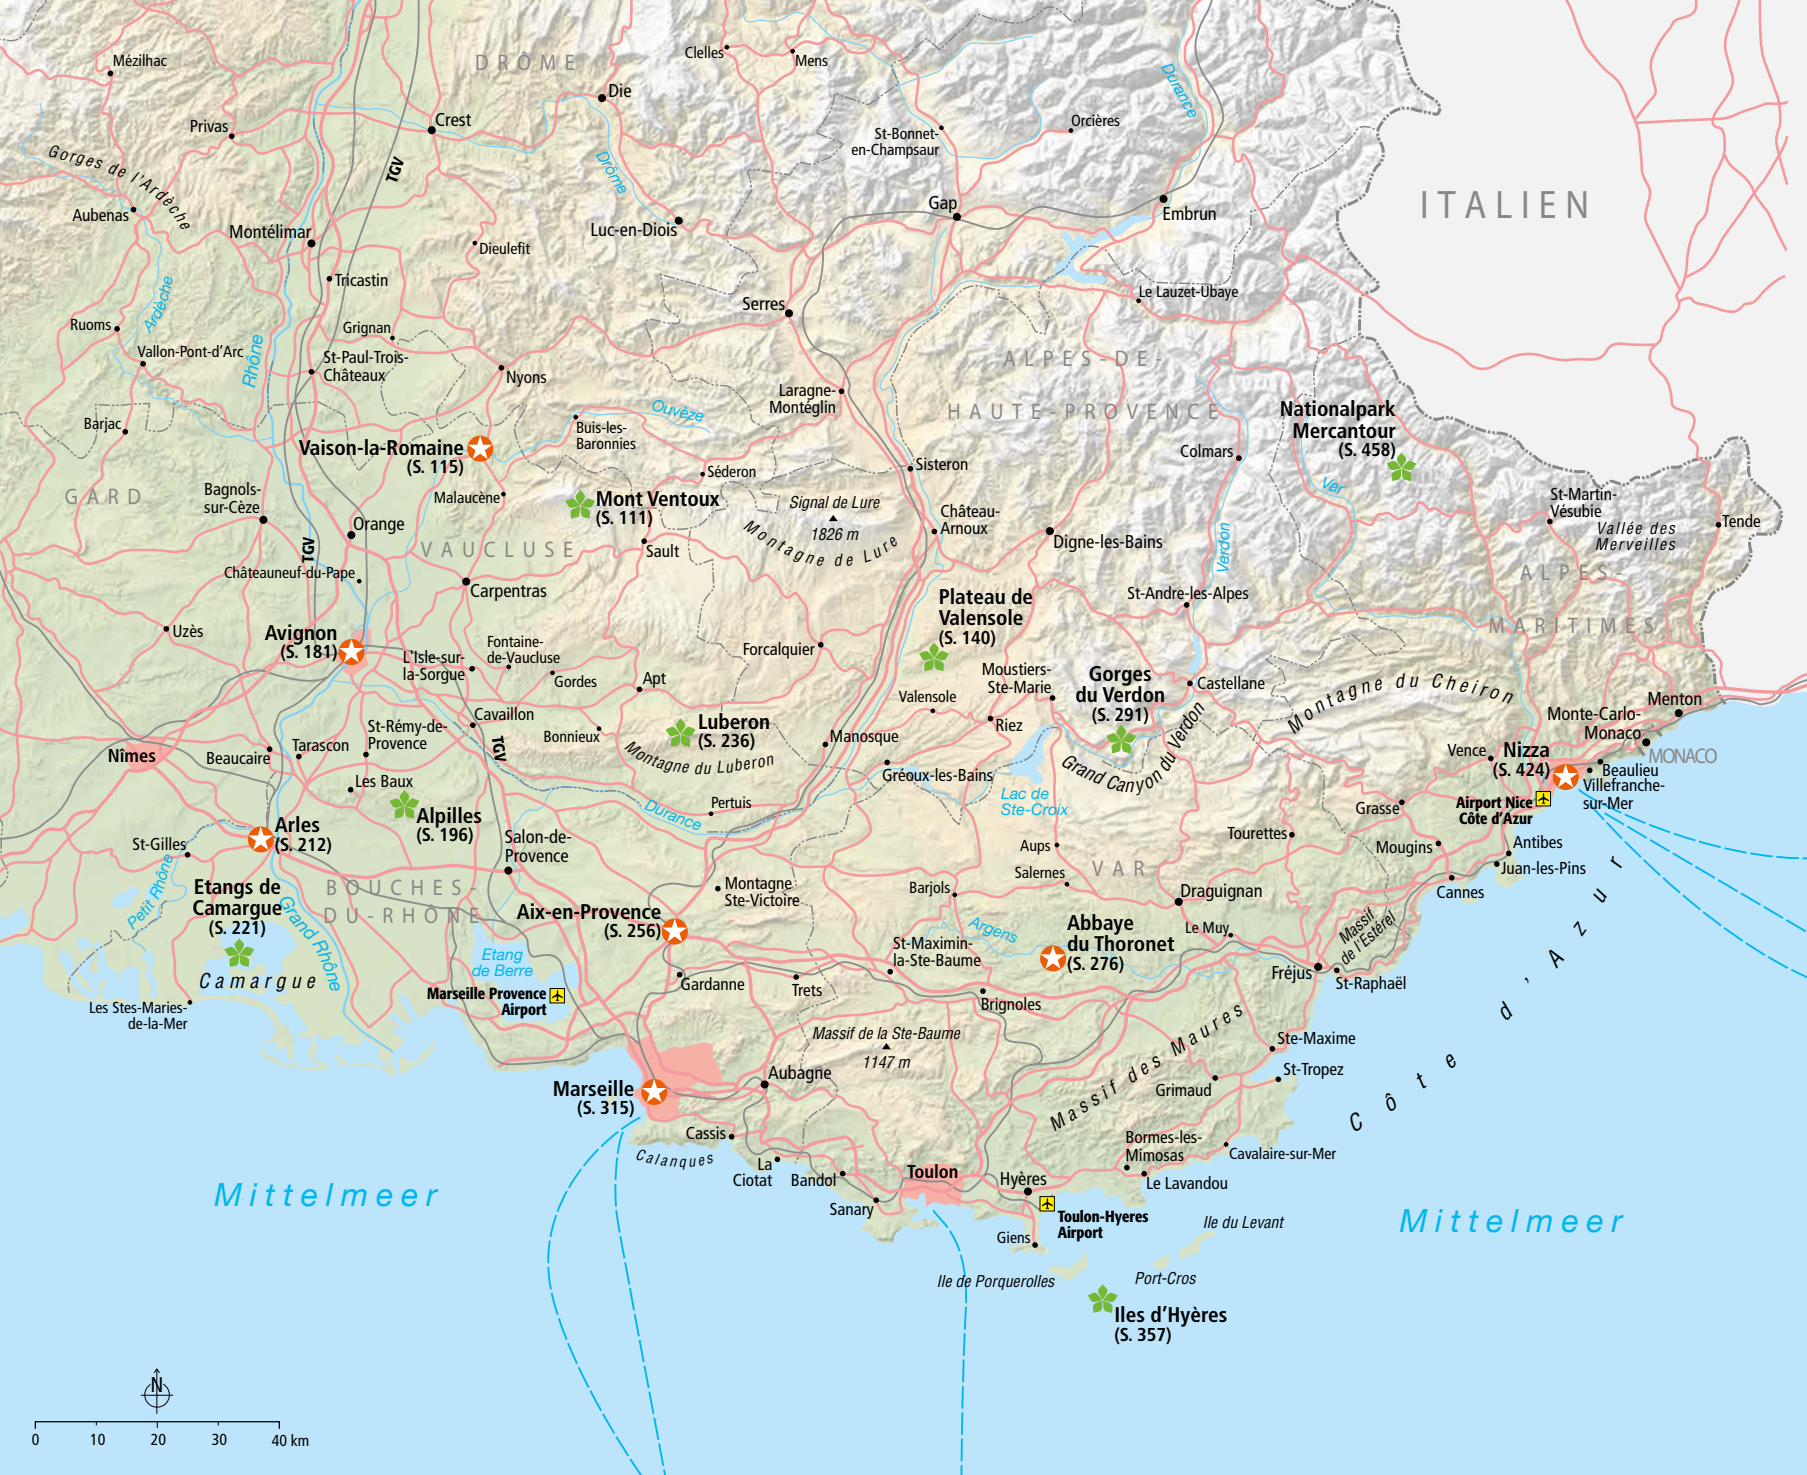 Mézilhac
DRÔME
Clelles
Mens
Durance
Die
Privas
Crest
St-Bonnet-
en-Champsaur
Orcières
TGV
Drôme
Gorges de l'Ardèche
ITALIEN
Aubenas
Montélimar
Luc-en-Diois
Gap
Embrun
Dieulefit
Tricastin
Ardèche
Le Lauzet-Ubaye
Serres
Ruoms
Grignan
Vallon-Pont-d'Arc
Rhône
St-Paul-Trois-
Châteaux
Nyons
ALPES-DE-
HAUTE-PROVENCE
Laragne-
Montéglin
Ouvèze
Barjac
Buis-les-
Baronnies
Nationalpark
Mercantour
(S. 458)
Vaison-la-Romaine
(S. 115)
Colmars
Sisteron
Séderon
Var
GARD
Bagnols-
sur-Cèze
Malaucène
Mont Ventoux
(S. 111)
Signal de Lure
1826 m
Montagne de Lure
Château-
Arnoux
St-Martin-
Vésubie
Vallée des
Merveilles
Tende
Orange
TGV
VAUCLUSE
Sault
Digne-les-Bains
Verdon
Châteauneuf-du-Pape
Carpentras
ALPES-
MARITIMES
St-Andre-les-Alpes
Plateau de
Valensole
(S. 140)
Uzès
Avignon
(S. 181)
L'Isle-sur-
la-Sorgue
Fontaine-
de-Vaucluse
Gordes
Forcalquier
Apt
Moustiers-
Ste-Marie
Gorges
du Verdon
(S. 291)
Castellane
Montagne du Cheiron
Valensole
Riez
Menton
Monte-Carlo-
Monaco
MONACO
St-Rémy-de-
Provence
Cavaillon
Bonnieux
Luberon
(S. 236)
Montagne du Luberon
Manosque
Grand Canyon du Verdon
Vence
Nizza
(S. 424)
Beaulieu
Villefranche-
sur-Mer
Nîmes
Beaucaire
Tarascon
TGV
Les Baux
Gréoux-les-Bains
Lac de
Ste-Croix
Grasse
Airport Nice
Côte d'Azur
Alpilles
(S. 196)
Durance
Pertuis
Arles
(S. 212)
St-Gilles
Petit Rhône
Salon-de-
Provence
Aups
VAR
Tourettes
Mougins
Antibes
Juan-les-Pins
Cannes
Etangs de
Camargue
(S. 221)
Grand Rhône
BOUCHES-
DU-RHÔNE
Montagne
Ste-Victoire
Barjols
Salernes
Draguignan
Aix-en-Provence
(S. 256)
Argens
Abbaye
du Thoronet
(S. 276)
Le Muy
Massif
de l'Estérel
Côte d'Azur
Etang
de Berre
St-Maximin-
la-Ste-Baume
Fréjus
St-Raphaël
Camargue
Les Stes-Maries-
de-la-Mer
Marseille Provence
Airport
Gardanne
Trets
Brignoles
Massif de la Ste-Baume
1147 m
Massif des Maures
Ste-Maxime
St-Tropez
Grimaud
Marseille
(S. 315)
Aubagne
Cassis
Calanques
La
Ciotat
Bandol
Sanary
Toulon
Hyères
Bormes-les-
Mimosas
Le Lavandou
Cavalaire-sur-Mer
Mittelmeer
Toulon-Hyeres
Airport
Giens
Ile du Levant
Mittelmeer
Ile de Porquerolles
Port-Cros
Iles d'Hyères
(S. 357)
N
0 10 20 30 40 km